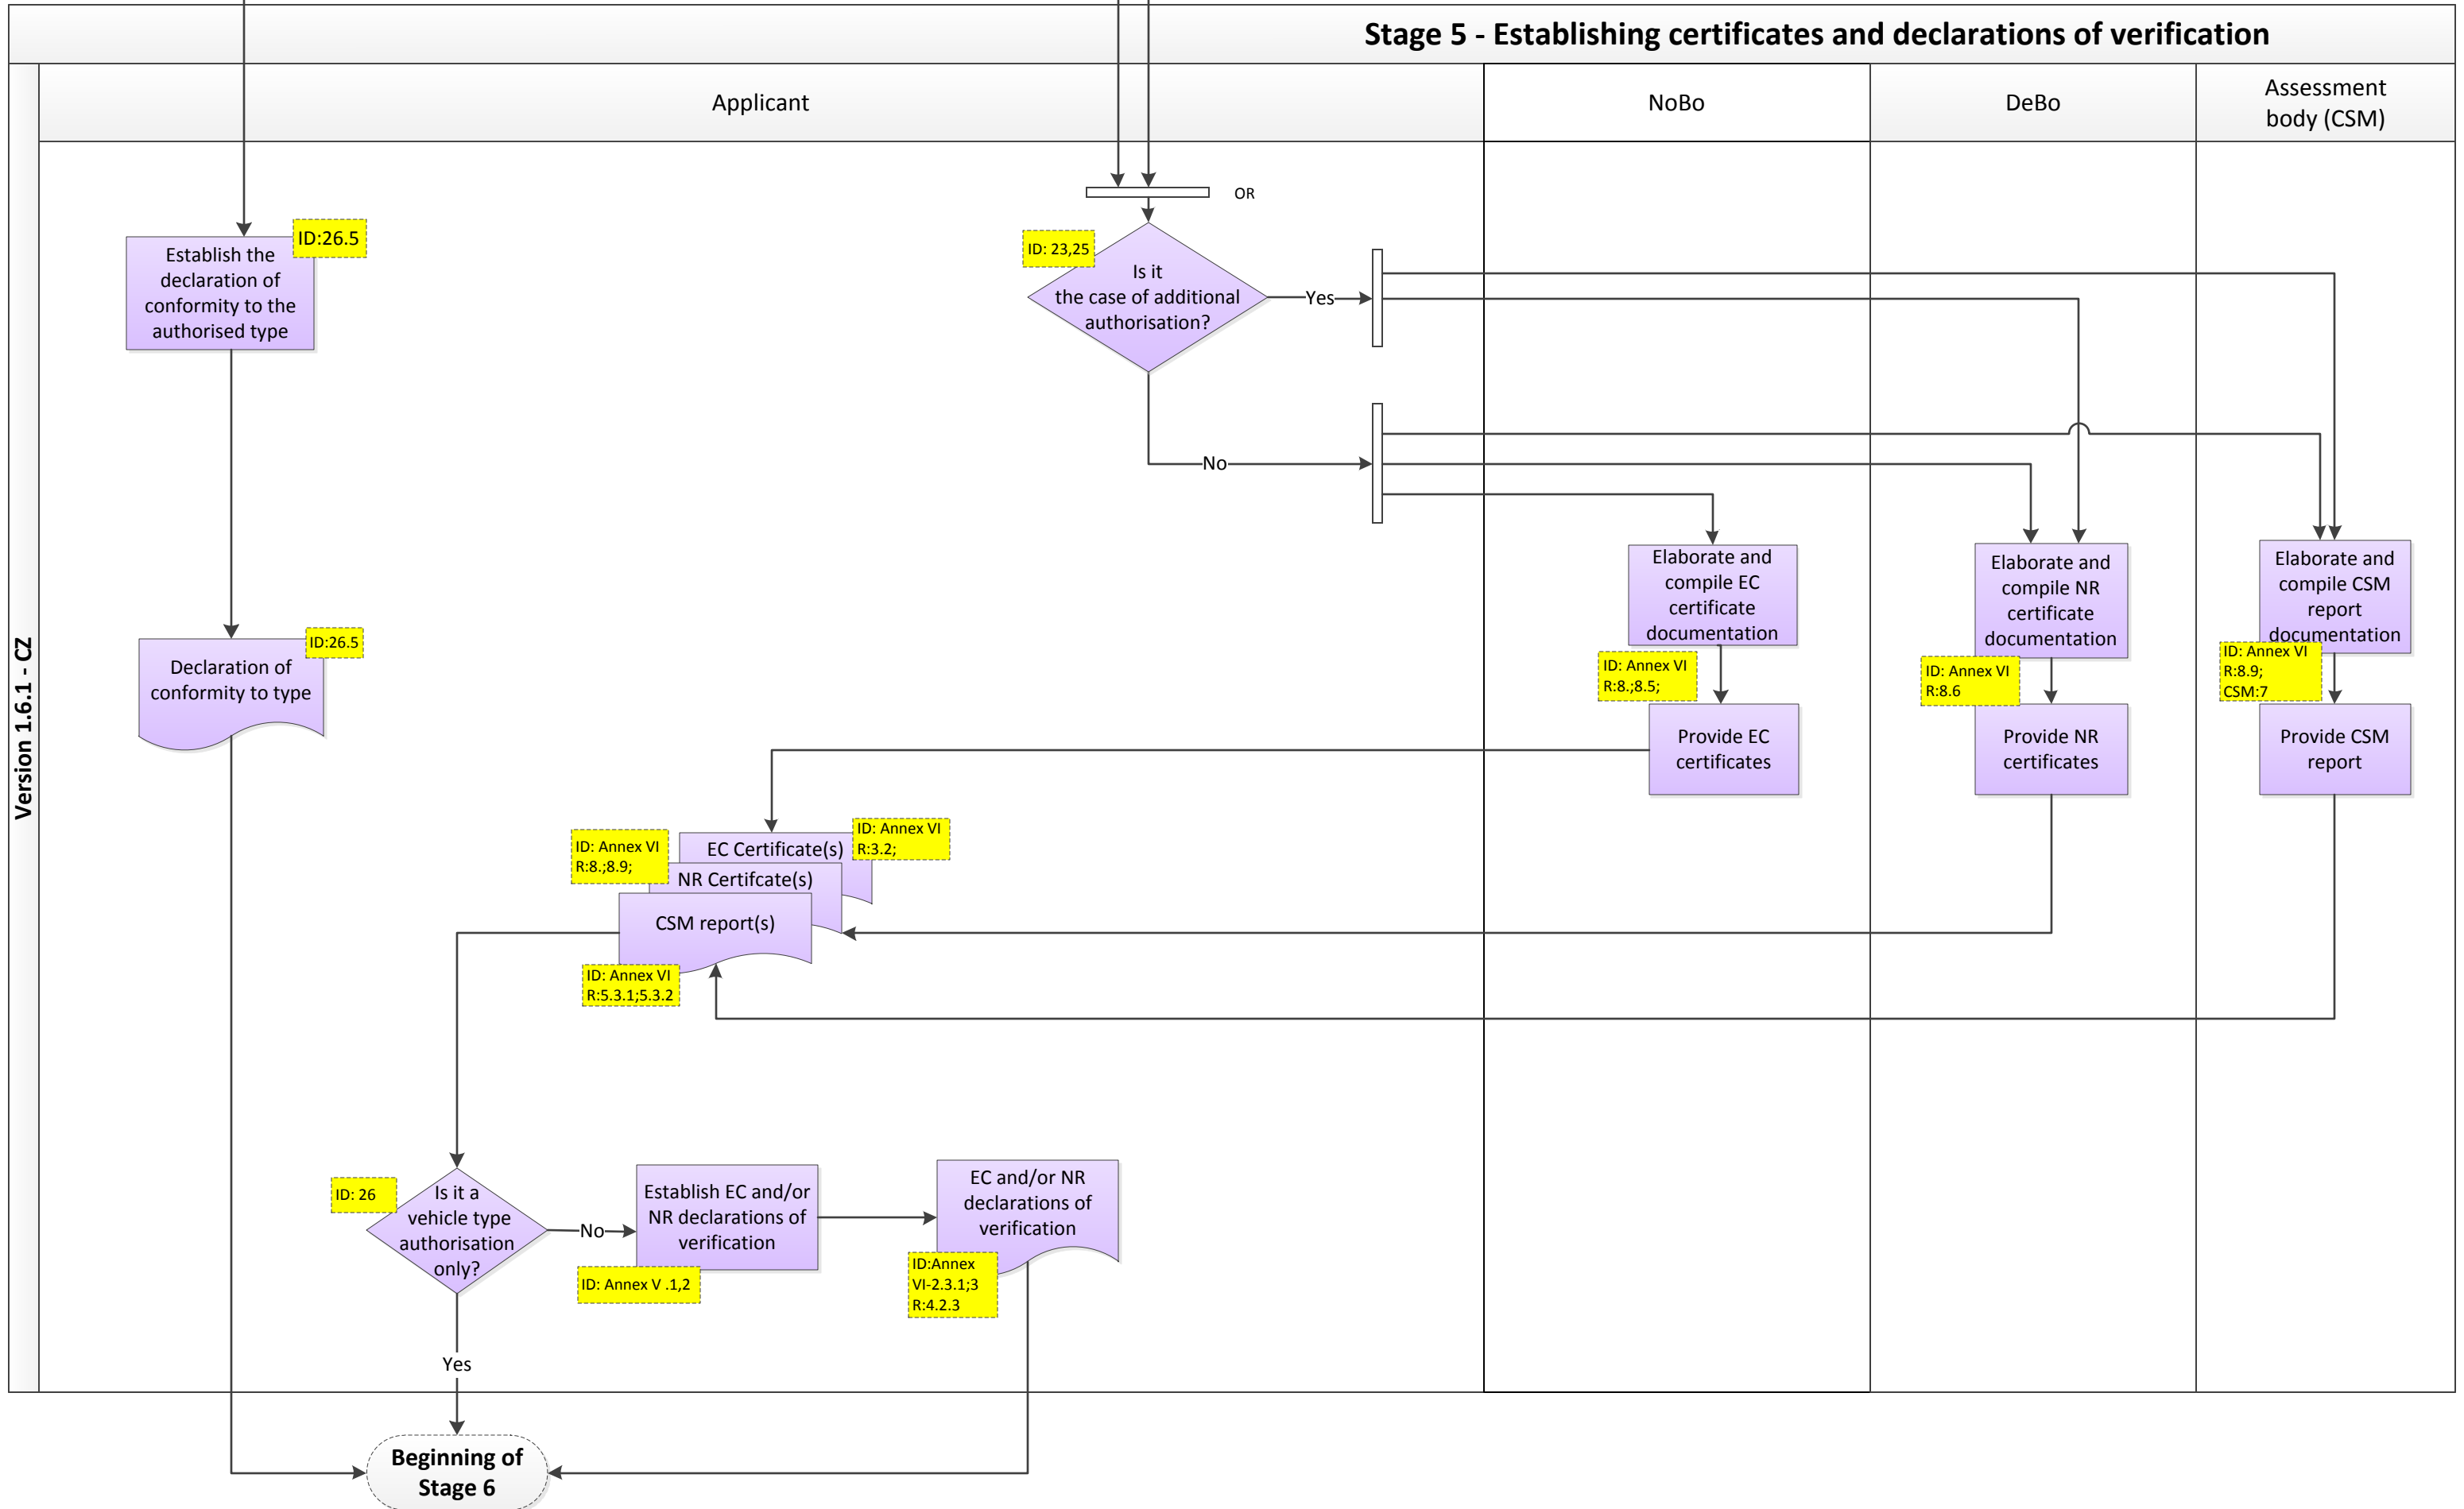 Stage 5 - Establishing certificates and declarations of verification
Version 1.6.1 - CZ
Applicant
NoBo
DeBo
Assessment
body (CSM)
OR
ID:26.5
Establish the
declaration of
conformity to the
authorised type
ID: 23,25
Is it
the case of additional
authorisation?
Yes
No
Elaborate and
compile EC
certificate
documentation
Elaborate and
compile NR
certificate
documentation
Elaborate and
compile CSM
report
documentation
ID:26.5
Declaration of
conformity to type
ID: Annex VI
R:8.;8.5;
ID: Annex VI
R:8.6
ID: Annex VI
R:8.9;
CSM:7
Provide EC
certificates
Provide NR
certificates
Provide CSM
report
ID: Annex VI
R:8.;8.9;
EC Certificate(s)
ID: Annex VI
R:3.2;
NR Certifcate(s)
CSM report(s)
ID: Annex VI
R:5.3.1;5.3.2
ID: 26
Is it a
vehicle type
authorisation
only?
No
Establish EC and/or
NR declarations of
verification
ID: Annex V .1,2
EC and/or NR
declarations of
verification
ID:Annex
VI-2.3.1;3
R:4.2.3
Yes
Beginning of
Stage 6